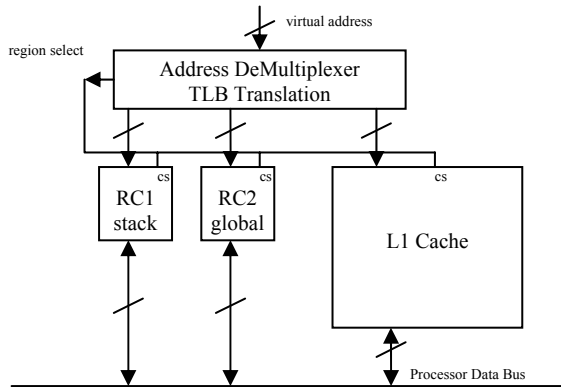 virtual address
region select
Address DeMultiplexer
TLB Translation
cs
cs
cs
RC1
stack
RC2
global
L1 Cache
Processor Data Bus